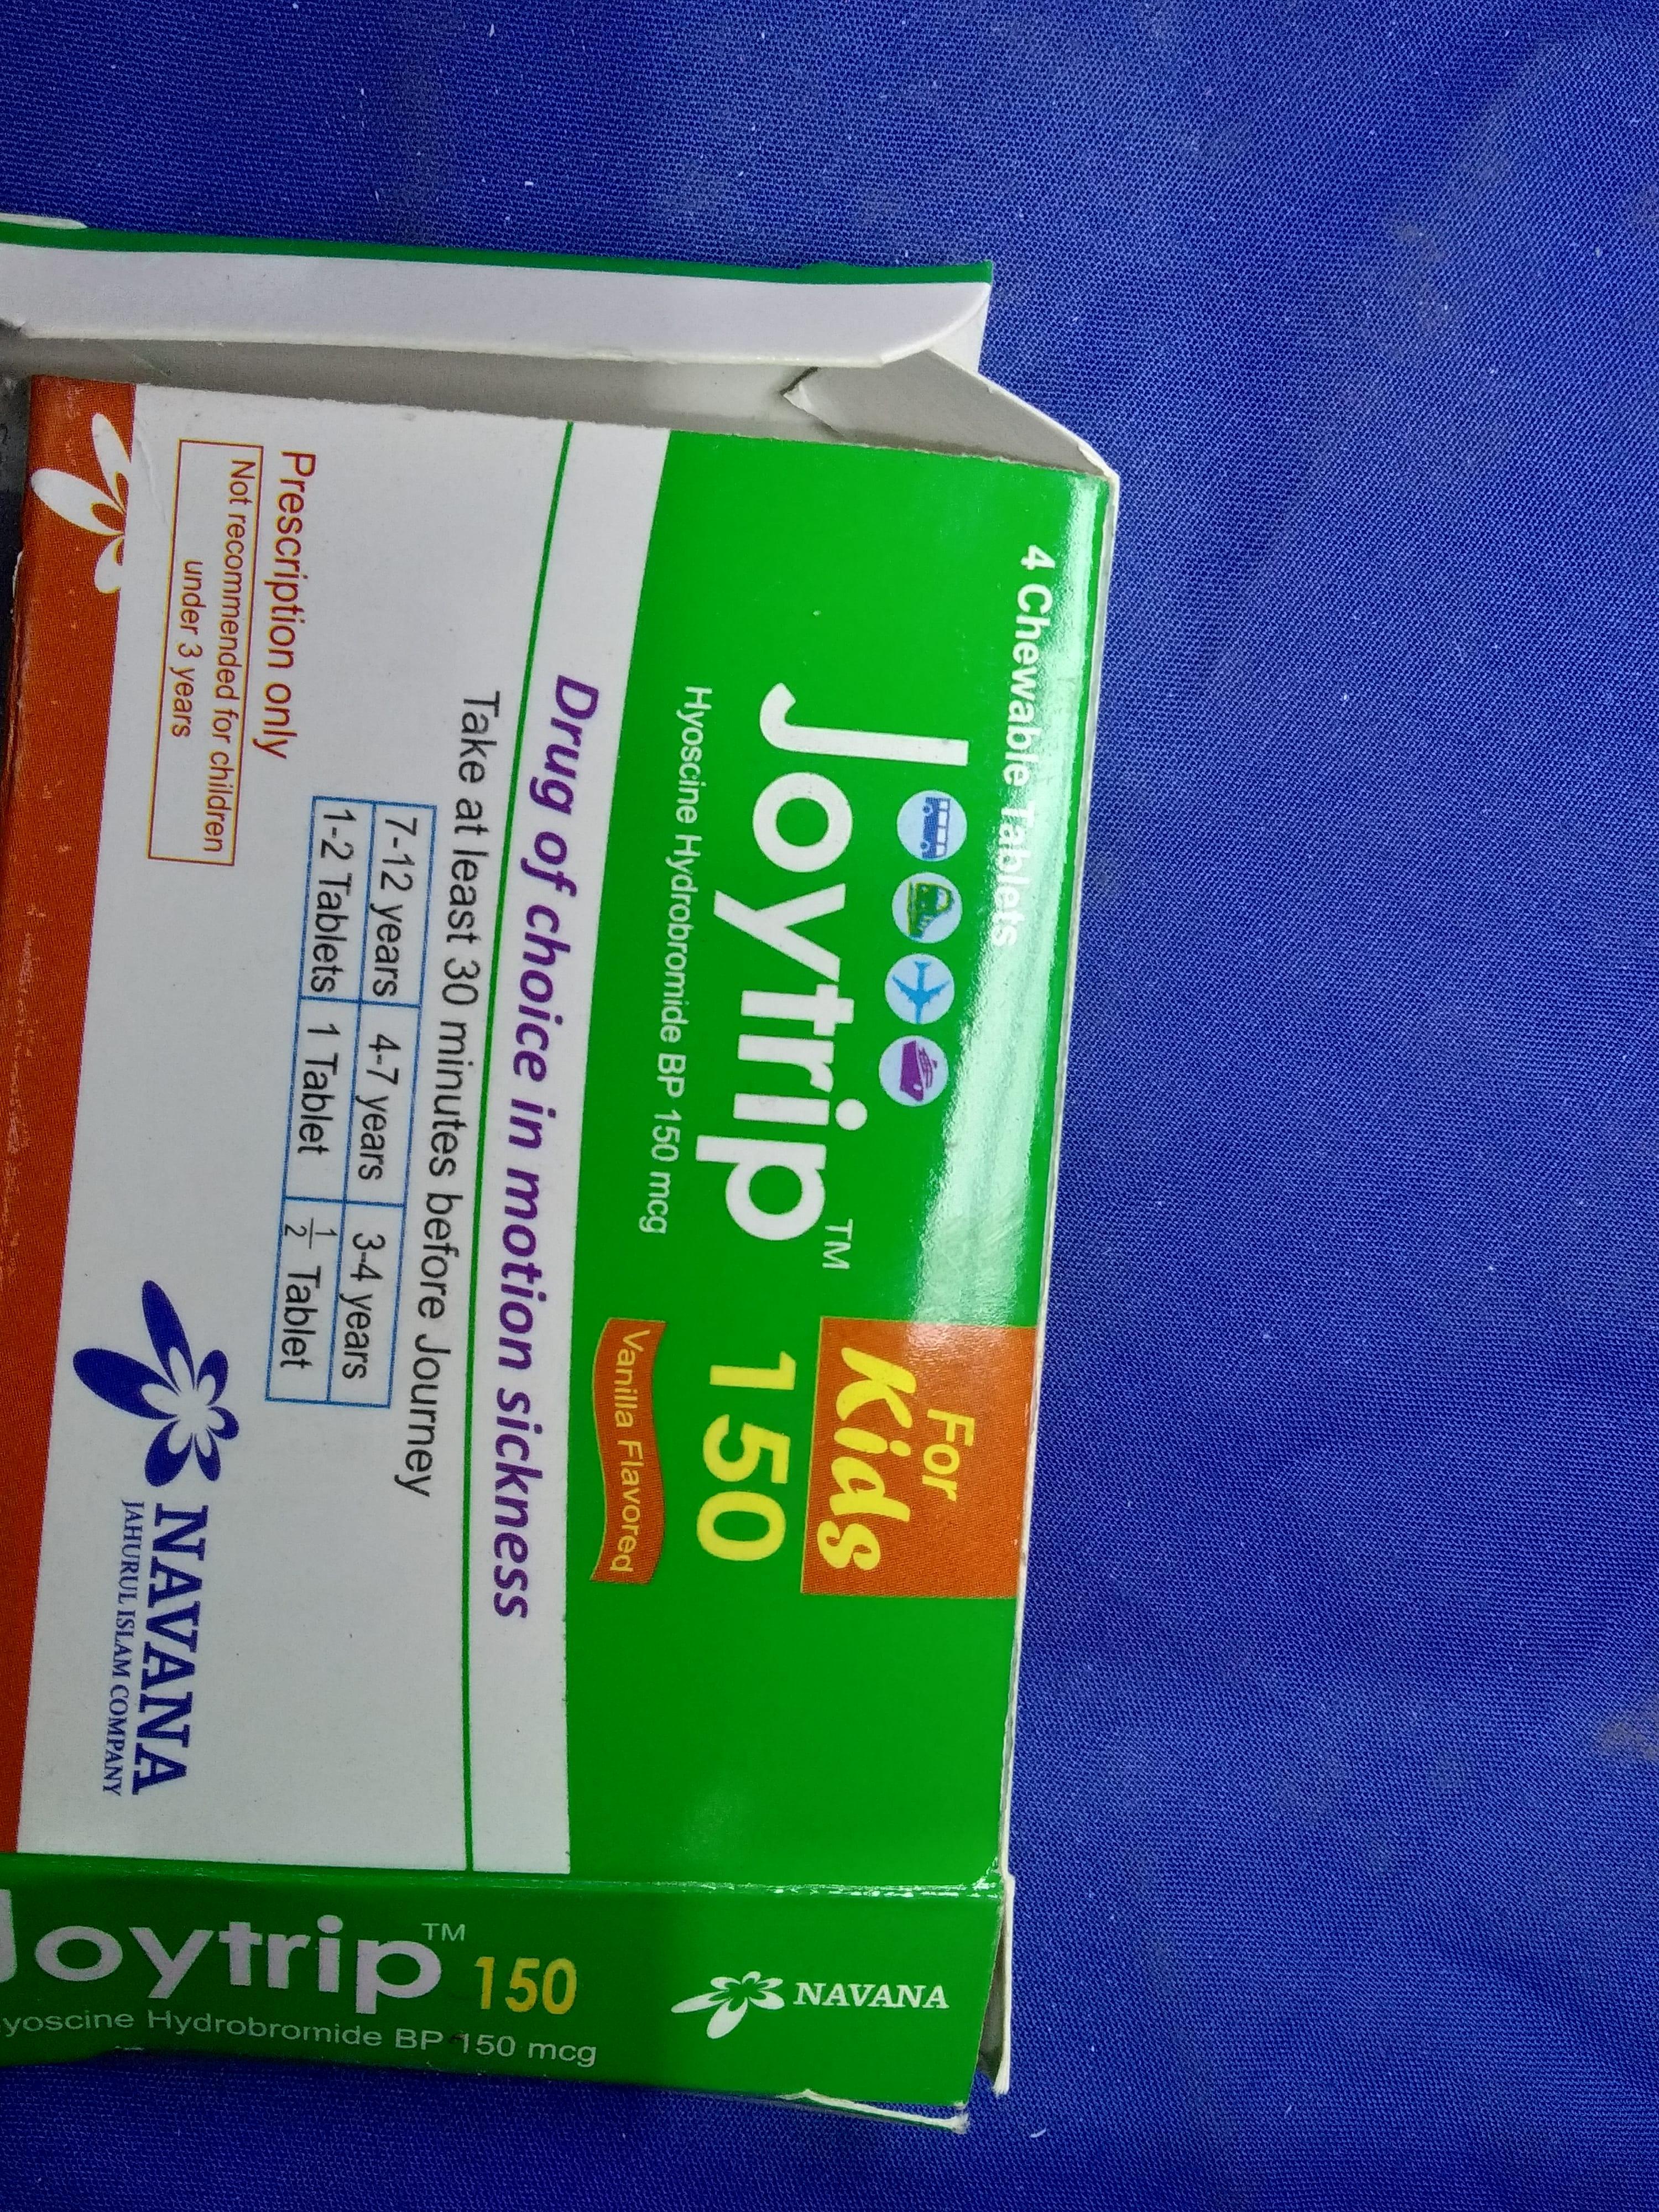 4 Chewable Tablets
Joytrip™
For
Kids
150
Hyoscine Hydrobromide BP 150 mcg
Vanilla Flavored
Drug of choice in motion sickness
Take at least 30 minutes before Journey
7-12 years 4-7 years 3-4 years
1-2 Tablets 1 Tablet ½ Tablet
Prescription only
Not recommended for children
under 3 years
NAVANA
JAHURUL ISLAM COMPANY
NAVANA
Joytrip™ 150
yoscine Hydrobromide BP 150 mcg